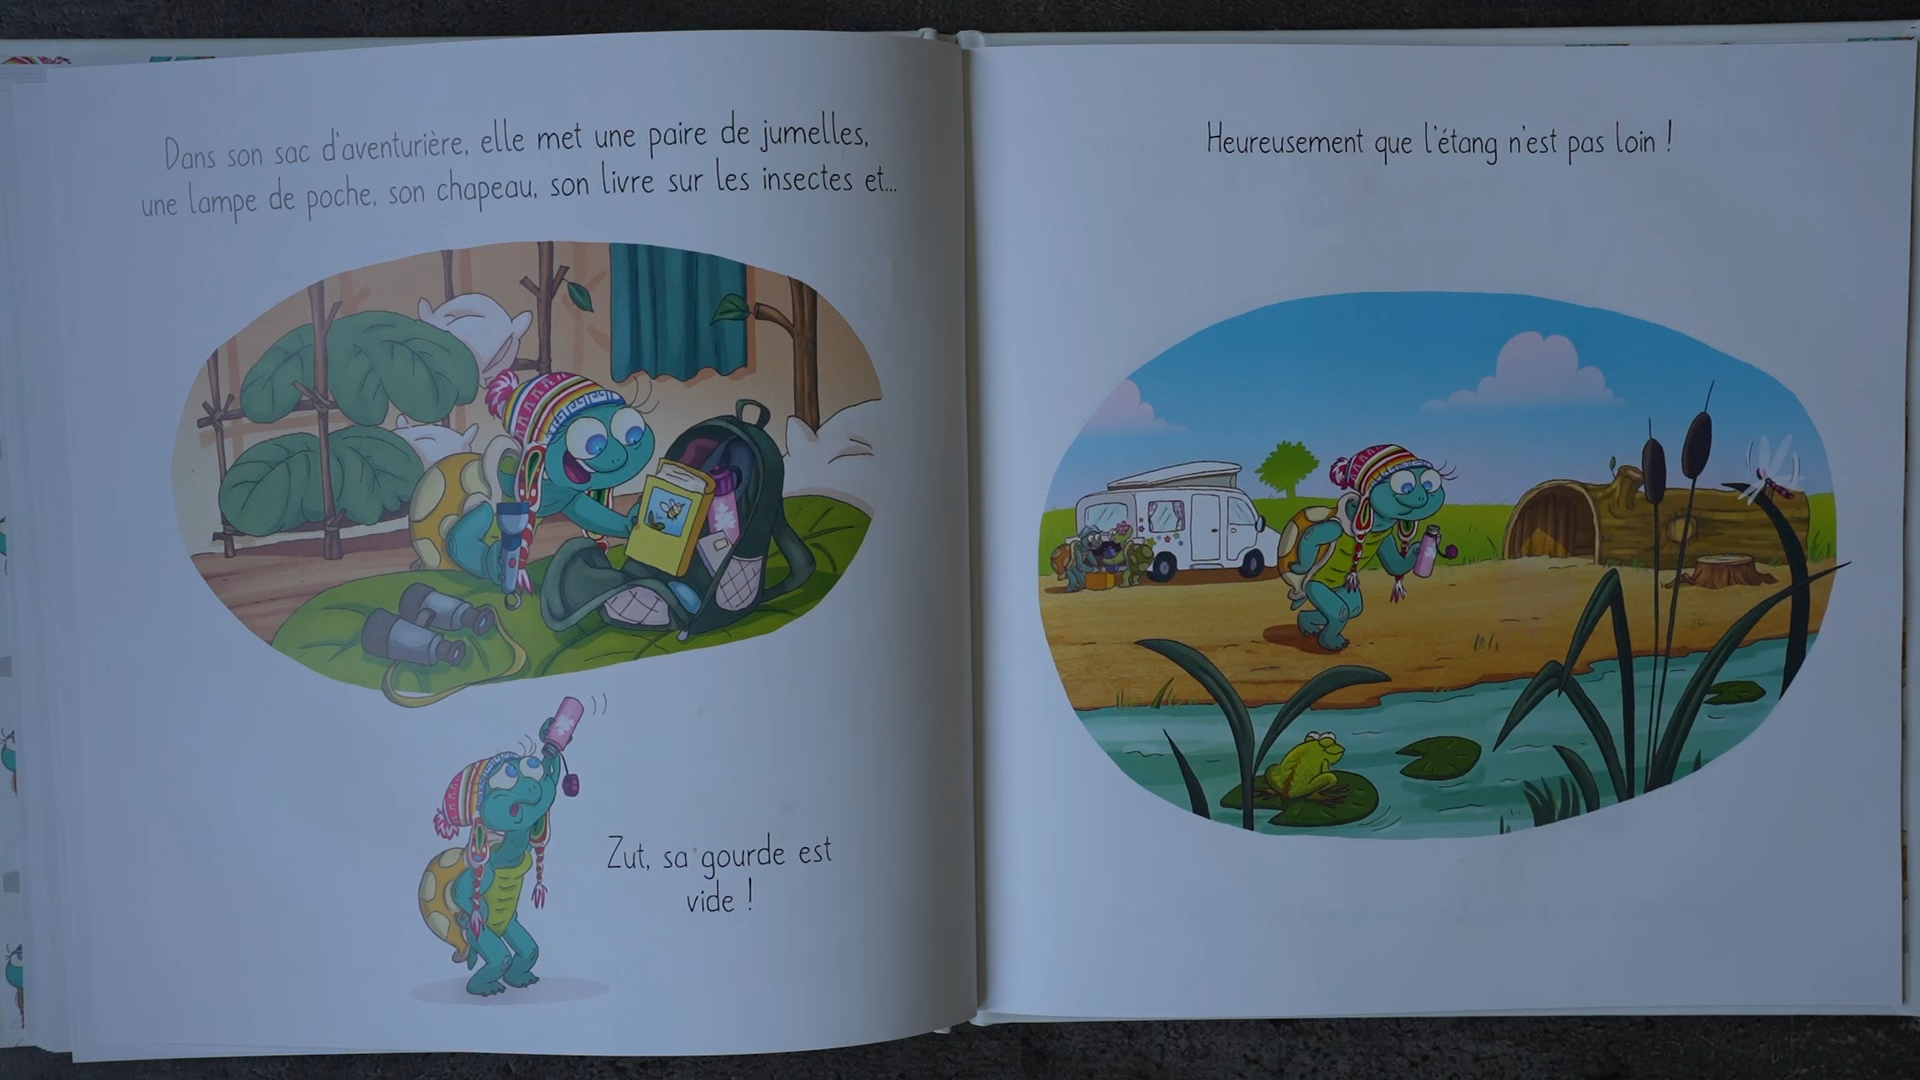 Dans son sac d'aventurière, elle met une paire de jumelles,
une lampe de poche, son chapeau, son livre sur les insectes et...
Zut, sa gourde est
vide !
Heureusement que l'étang n'est pas loin !